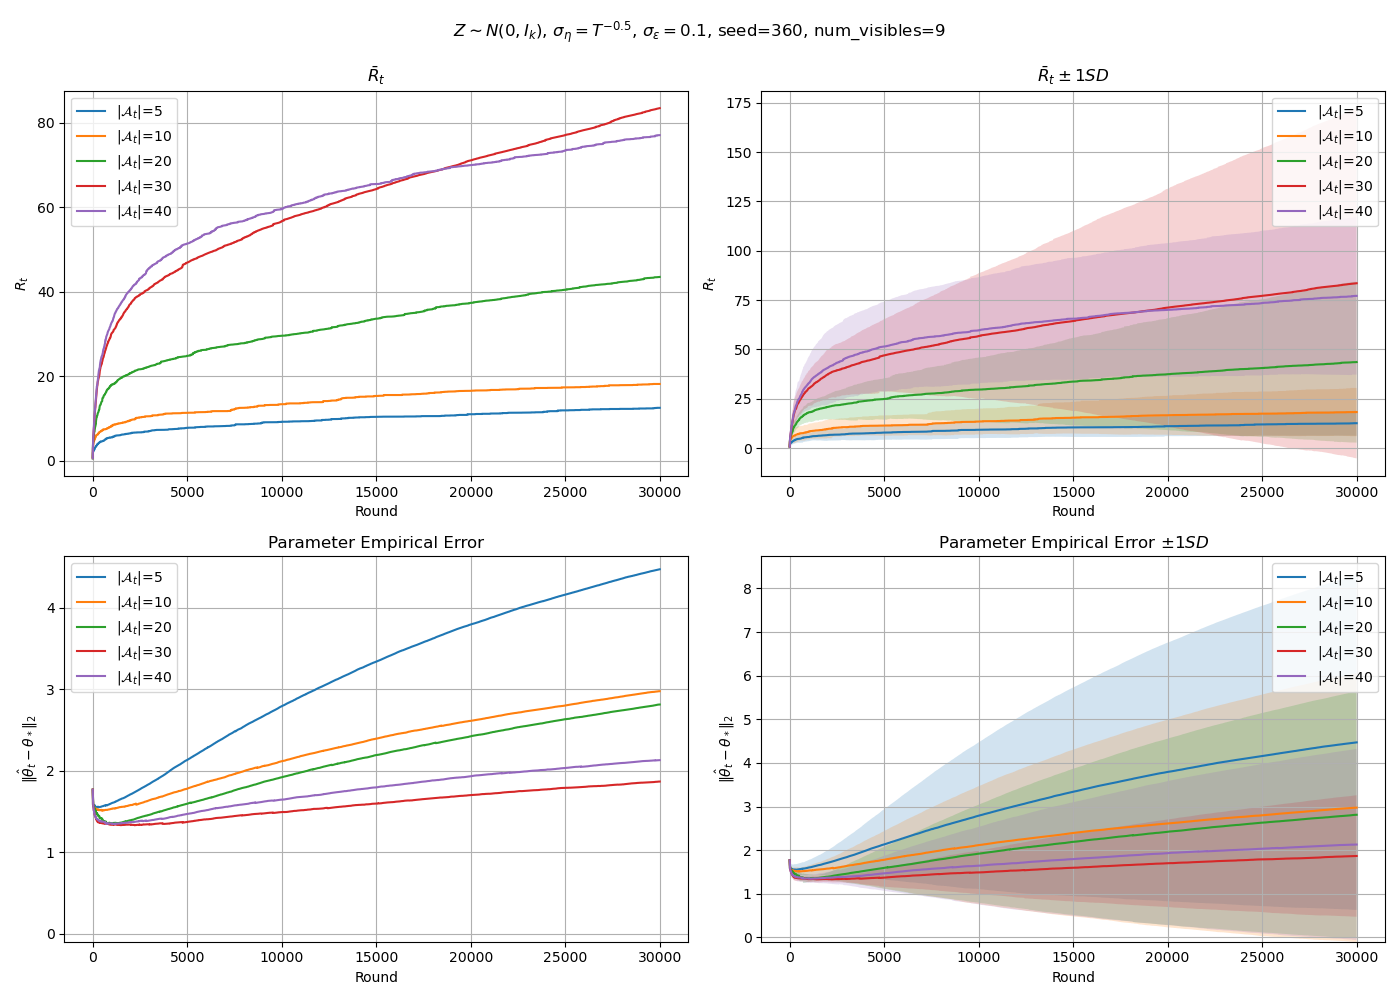 Z ∼ N(0, I_k), σ_η = T^{−0.5}, σ_ε = 0.1, seed=360, num_visibles=9
R̄_t
R_t
80
60
40
20
0
|𝒜_t|=5
|𝒜_t|=10
|𝒜_t|=20
|𝒜_t|=30
|𝒜_t|=40
0 5000 10000 15000 20000 25000 30000
Round
R̄_t ± 1SD
R_t
175
150
125
100
75
50
25
0
|𝒜_t|=5
|𝒜_t|=10
|𝒜_t|=20
|𝒜_t|=30
|𝒜_t|=40
0 5000 10000 15000 20000 25000 30000
Round
Parameter Empirical Error
‖θ̂_t − θ_*‖_2
4
3
2
1
0
|𝒜_t|=5
|𝒜_t|=10
|𝒜_t|=20
|𝒜_t|=30
|𝒜_t|=40
0 5000 10000 15000 20000 25000 30000
Round
Parameter Empirical Error ±1SD
‖θ̂_t − θ_*‖_2
8
7
6
5
4
3
2
1
0
|𝒜_t|=5
|𝒜_t|=10
|𝒜_t|=20
|𝒜_t|=30
|𝒜_t|=40
0 5000 10000 15000 20000 25000 30000
Round